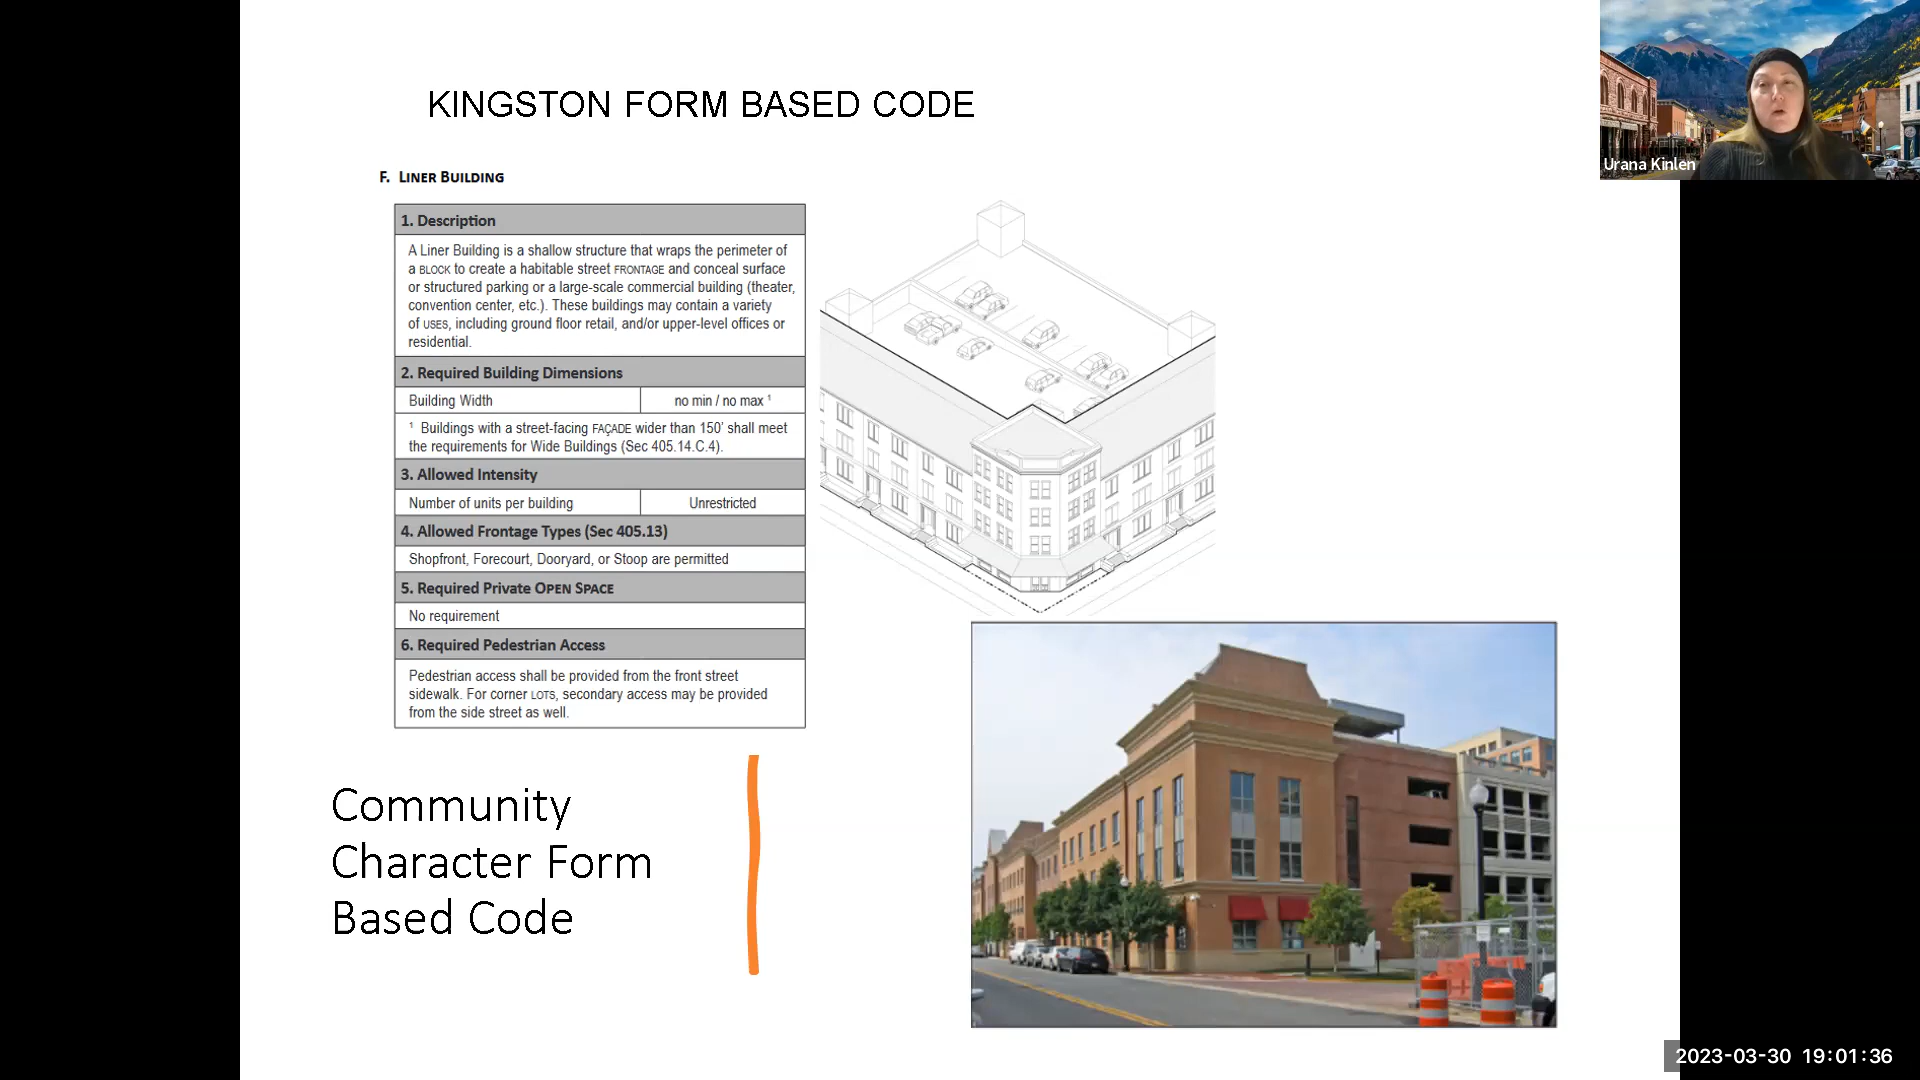 KINGSTON FORM BASED CODE
Urana Kinlen
F. LINER BUILDING
1. Description
A Liner Building is a shallow structure that wraps the perimeter of
a BLOCK to create a habitable street FRONTAGE and conceal surface
or structured parking or a large-scale commercial building (theater,
convention center, etc.). These buildings may contain a variety
of USES, including ground floor retail, and/or upper-level offices or
residential.
2. Required Building Dimensions
Building Width no min / no max ¹
¹ Buildings with a street-facing FAÇADE wider than 150' shall meet
the requirements for Wide Buildings (Sec 405.14.C.4).
3. Allowed Intensity
Number of units per building Unrestricted
4. Allowed Frontage Types (Sec 405.13)
Shopfront, Forecourt, Dooryard, or Stoop are permitted
5. Required Private OPEN SPACE
No requirement
6. Required Pedestrian Access
Pedestrian access shall be provided from the front street
sidewalk. For corner LOTS, secondary access may be provided
from the side street as well.
Community
Character Form
Based Code
2023-03-30 19:01:36